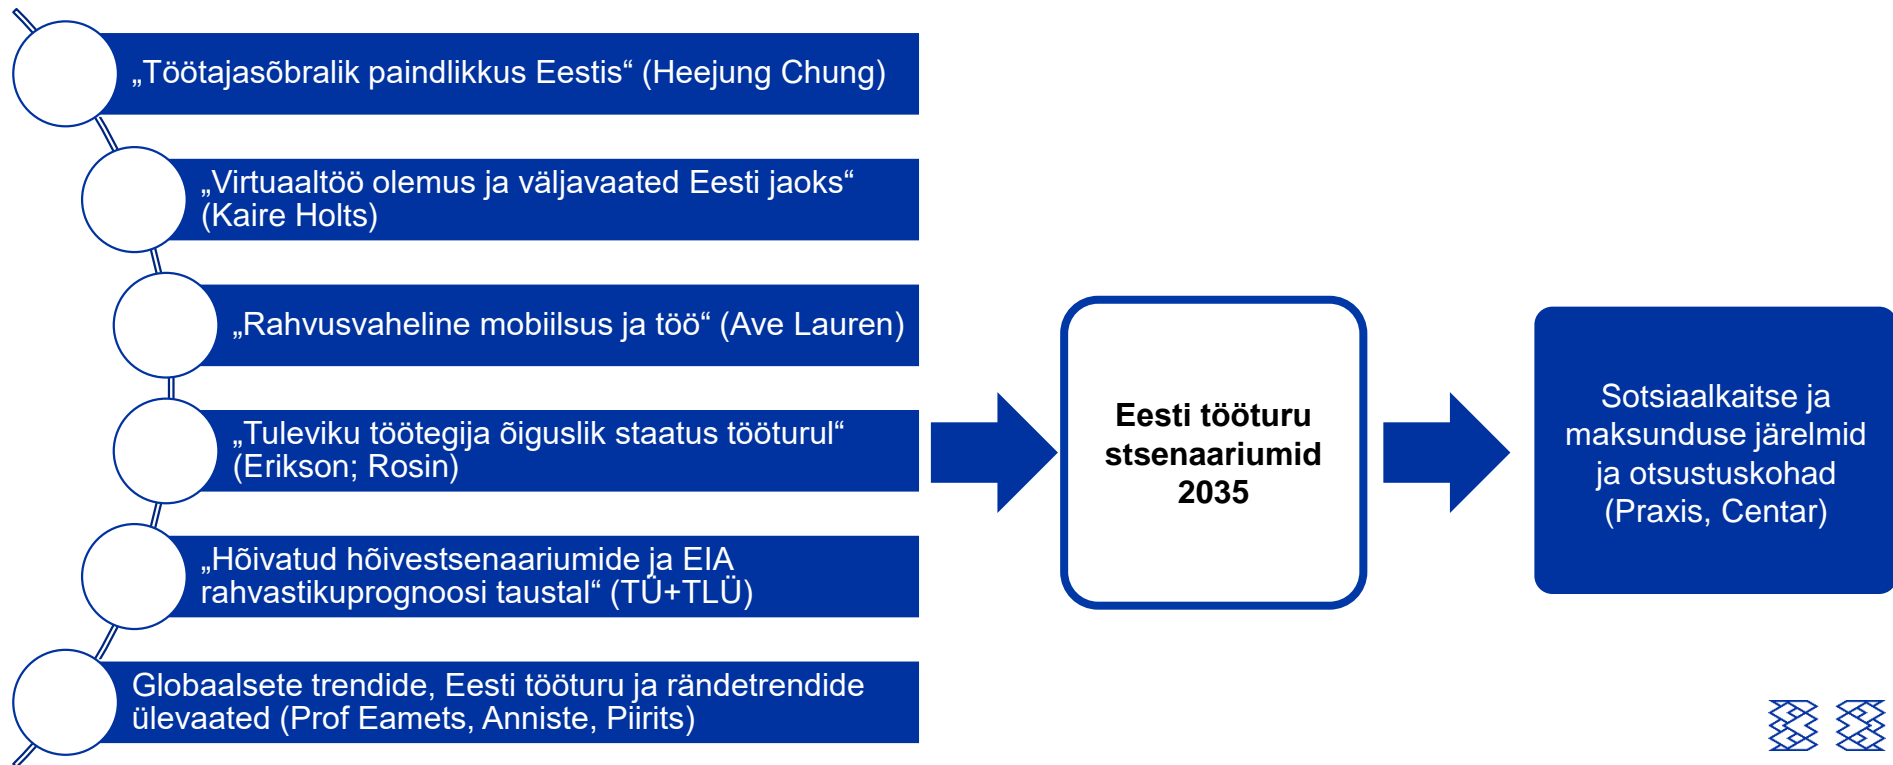 „Töötajasõbralik paindlikkus Eestis“ (Heejung Chung)
„Virtuaaltöö olemus ja väljavaated Eesti jaoks“
(Kaire Holts)
„Rahvusvaheline mobiilsus ja töö“ (Ave Lauren)
„Tuleviku töötegija õiguslik staatus tööturul“
(Erikson; Rosin)
„Hõivatud hõivestsenaariumide ja EIA
rahvastikuprognoosi taustal“ (TÜ+TLÜ)
Globaalsete trendide, Eesti tööturu ja rändetrendide
ülevaated (Prof Eamets, Anniste, Piirits)
Eesti tööturu
stsenaariumid
2035
Sotsiaalkaitse ja
maksunduse järelmid
ja otsustuskohad
(Praxis, Centar)